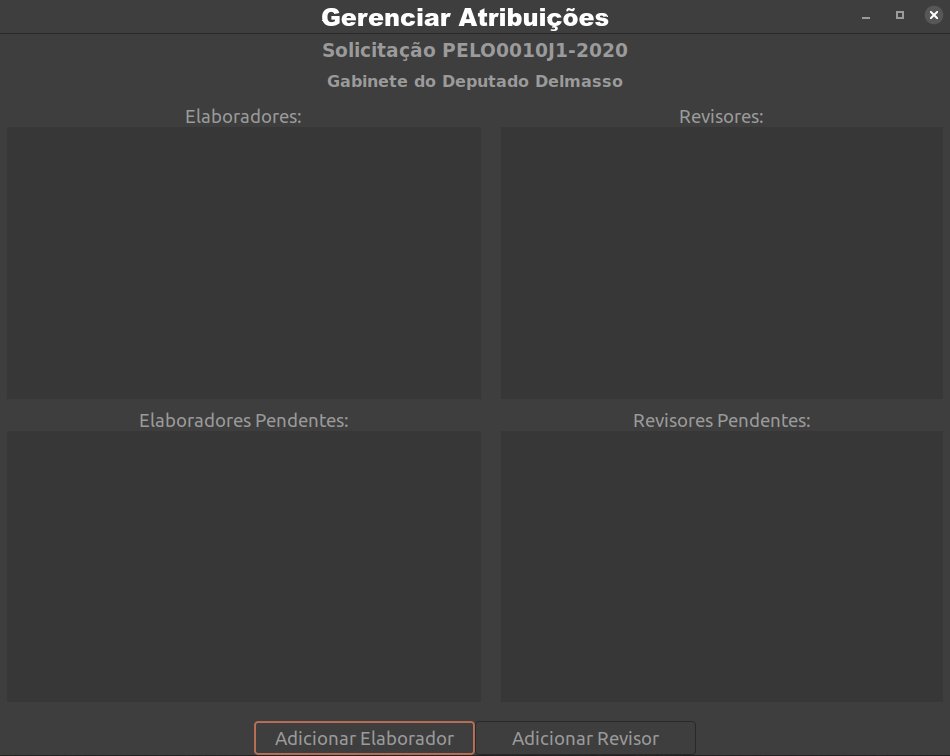 Gerenciar Atribuições
Solicitação PELO0010J1-2020
Gabinete do Deputado Delmasso
Elaboradores:
Revisores:
Elaboradores Pendentes:
Revisores Pendentes:
Adicionar Elaborador
Adicionar Revisor